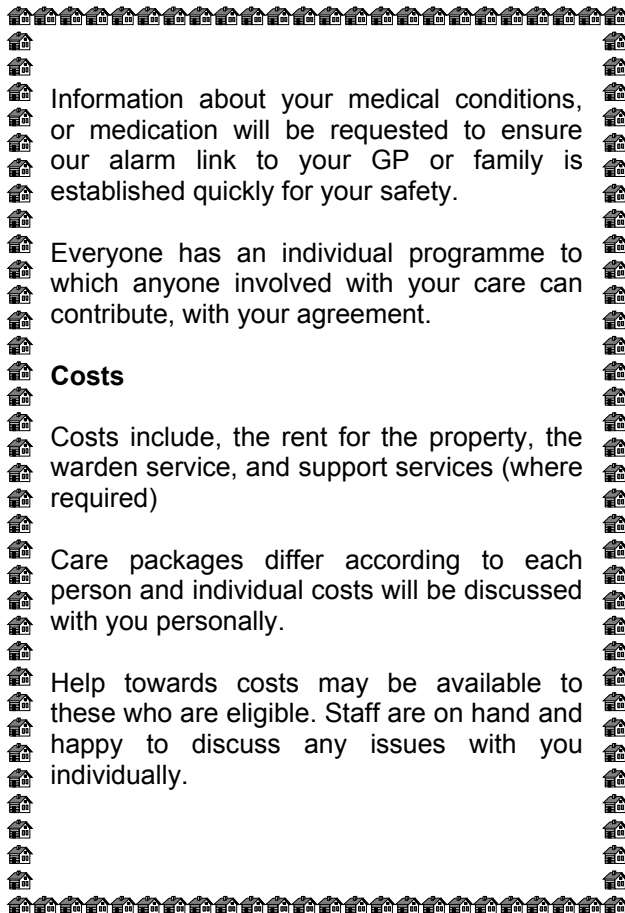 Information about your medical conditions,
or medication will be requested to ensure
our alarm link to your GP or family is
established quickly for your safety.
Everyone has an individual programme to
which anyone involved with your care can
contribute, with your agreement.
Costs
Costs include, the rent for the property, the
warden service, and support services (where
required)
Care packages differ according to each
person and individual costs will be discussed
with you personally.
Help towards costs may be available to
these who are eligible. Staff are on hand and
happy to discuss any issues with you
individually.